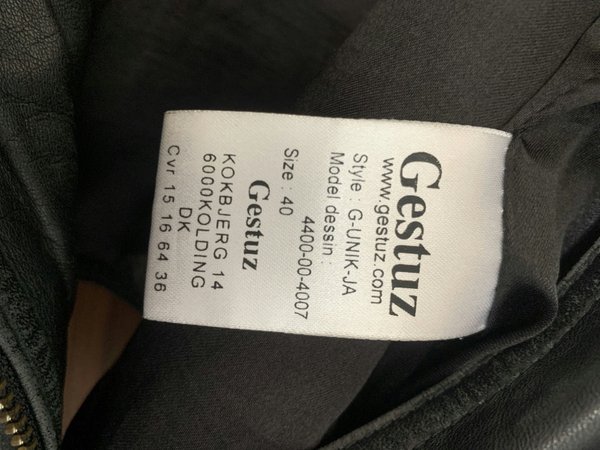 Gestuz
www.gestuz.com
Style : G-UNIK-JA
Model dessin :
4400-00-4007
Size : 40
Gestuz
KOKBJERG 14
6000KOLDING
DK
Cvr 15 16 64 36